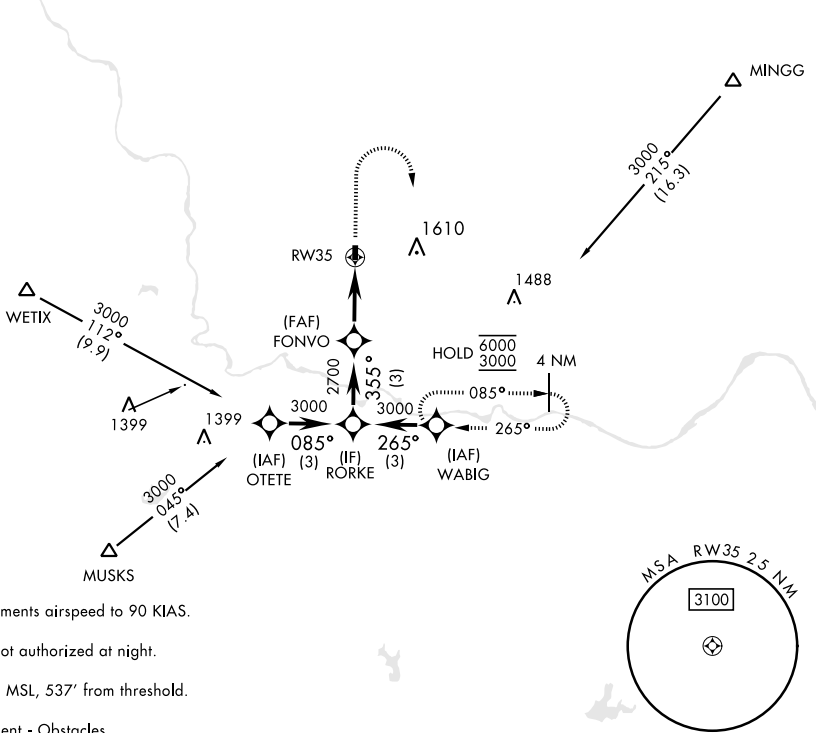 MINGG
3000
215°
(16.3)
1610
RW35
1488
WETIX
3000
112°
(9.9)
(FAF)
FONVO
HOLD
6000
3000
4 NM
2700
355°
(3)
085°
265°
1399
1399
3000
085°
(3)
3000
265°
(3)
(IAF)
OTETE
(IF)
RORKE
(IAF)
WABIG
3000
045°
(7.4)
MUSKS
MSA RW35 25 NM
3100
ments airspeed to 90 KIAS.
ot authorized at night.
MSL, 537' from threshold.
ent - Obstacles